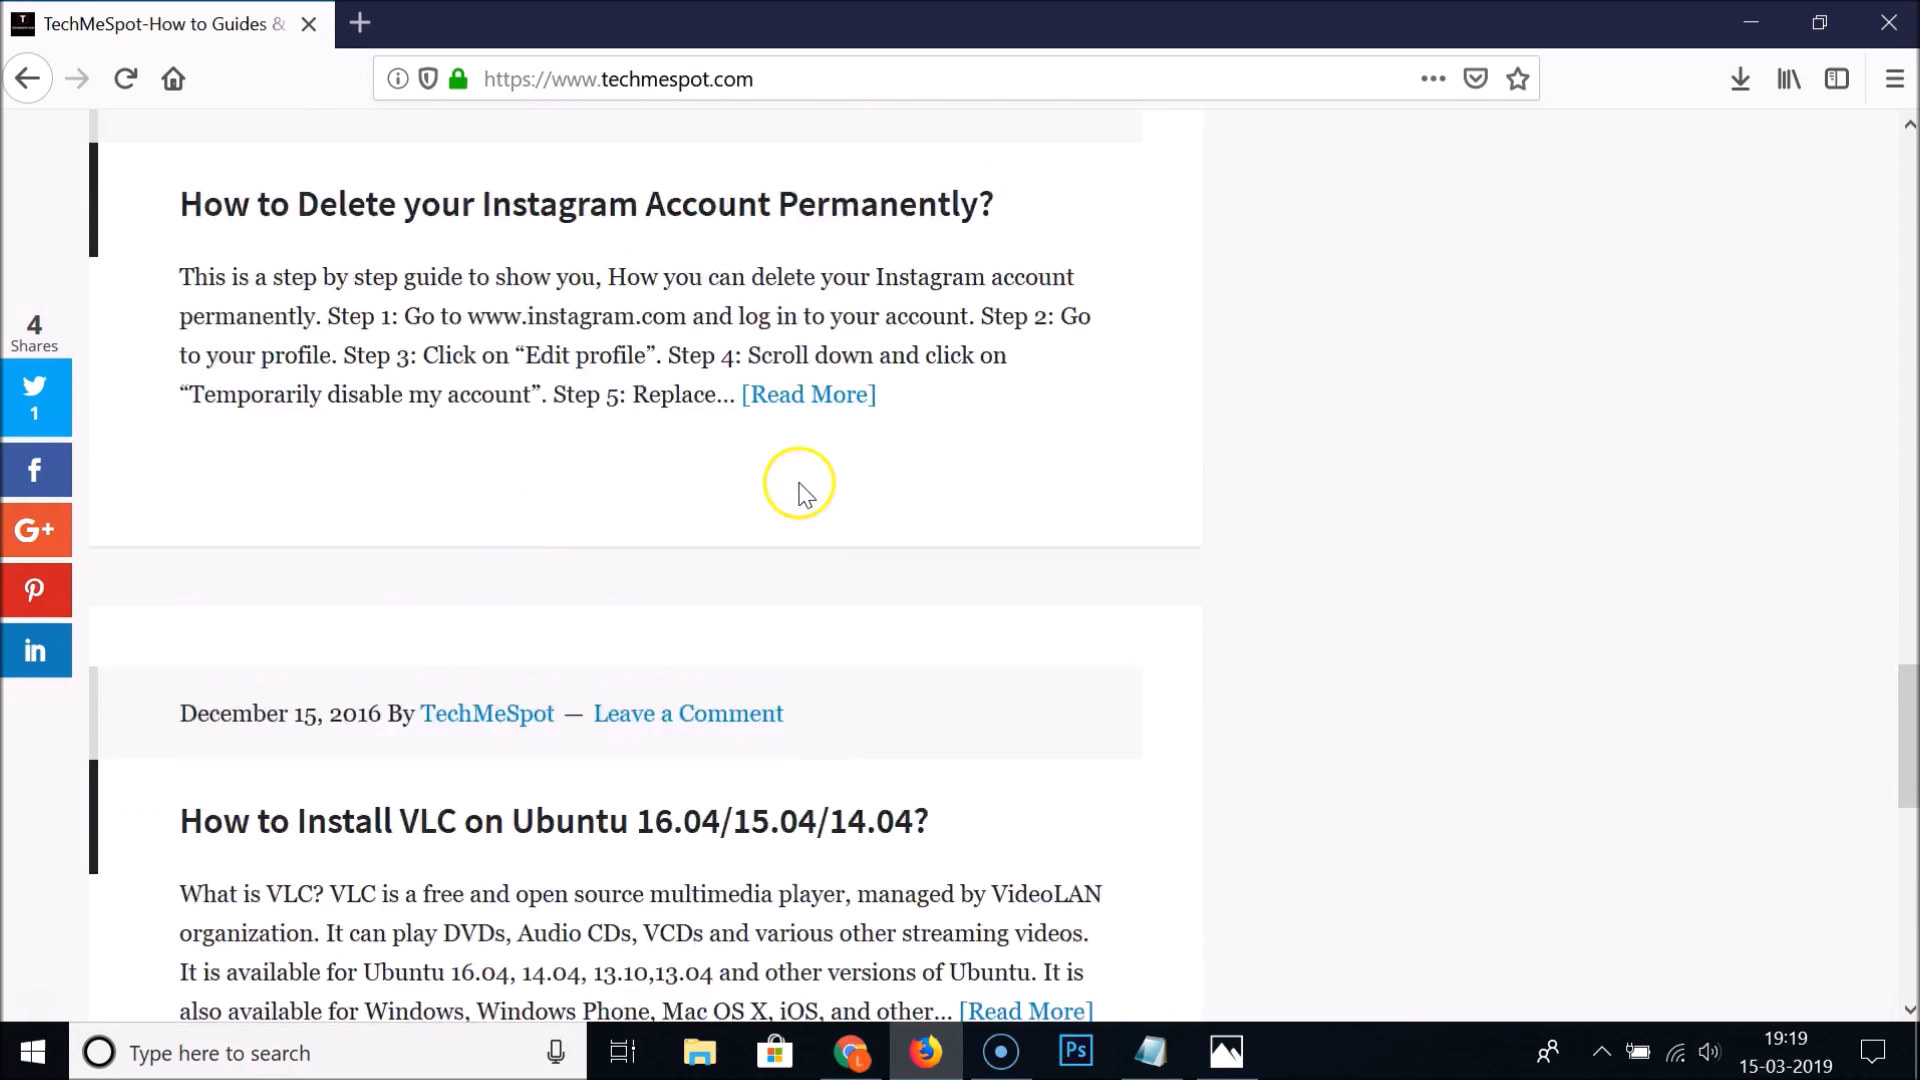 TechMeSpot-How to Guides &
https://www.techmespot.com
How to Delete your Instagram Account Permanently?
This is a step by step guide to show you, How you can delete your Instagram account
permanently. Step 1: Go to www.instagram.com and log in to your account. Step 2: Go
to your profile. Step 3: Click on “Edit profile”. Step 4: Scroll down and click on
“Temporarily disable my account”. Step 5: Replace... [Read More]
4
Shares
1
f
G+
in
December 15, 2016 By TechMeSpot — Leave a Comment
How to Install VLC on Ubuntu 16.04/15.04/14.04?
What is VLC? VLC is a free and open source multimedia player, managed by VideoLAN
organization. It can play DVDs, Audio CDs, VCDs and various other streaming videos.
It is available for Ubuntu 16.04, 14.04, 13.10,13.04 and other versions of Ubuntu. It is
also available for Windows, Windows Phone, Mac OS X, iOS, and other... [Read More]
Type here to search
L
Ps
19:19
15-03-2019